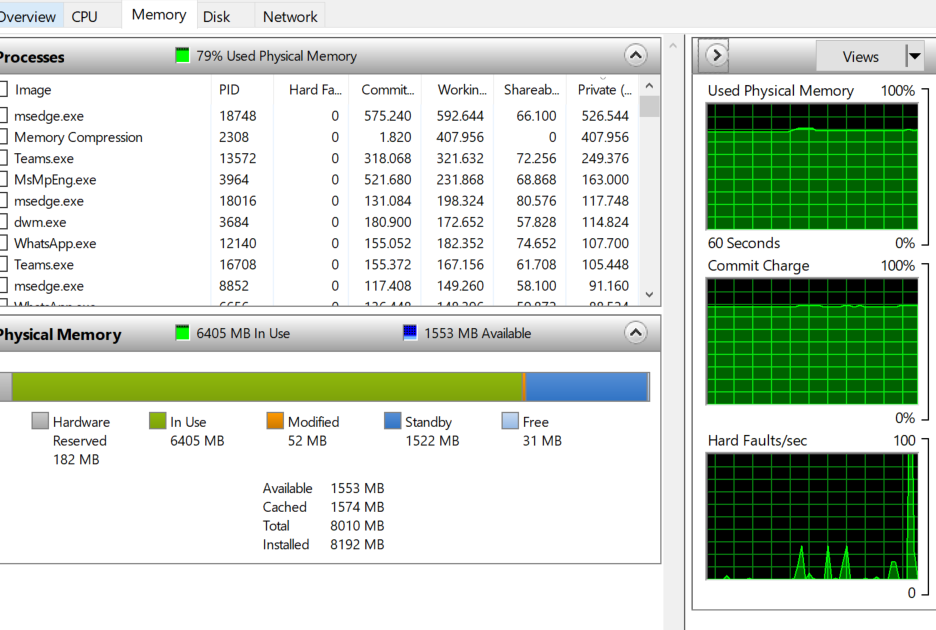 Overview CPU Memory Disk Network
Processes 79% Used Physical Memory
Image PID Hard Fa... Commit... Workin... Shareab... Private (...
msedge.exe 18748 0 575.240 592.644 66.100 526.544
Memory Compression 2308 0 1.820 407.956 0 407.956
Teams.exe 13572 0 318.068 321.632 72.256 249.376
MsMpEng.exe 3964 0 521.680 231.868 68.868 163.000
msedge.exe 18016 0 131.084 198.324 80.576 117.748
dwm.exe 3684 0 180.900 172.652 57.828 114.824
WhatsApp.exe 12140 0 155.052 182.352 74.652 107.700
Teams.exe 16708 0 155.372 167.156 61.708 105.448
msedge.exe 8852 0 117.408 149.260 58.100 91.160
Physical Memory 6405 MB In Use 1553 MB Available
Hardware Reserved 182 MB
In Use 6405 MB
Modified 52 MB
Standby 1522 MB
Free 31 MB
Available 1553 MB
Cached 1574 MB
Total 8010 MB
Installed 8192 MB
Views
Used Physical Memory 100%
60 Seconds 0%
Commit Charge 100%
0%
Hard Faults/sec 100
0